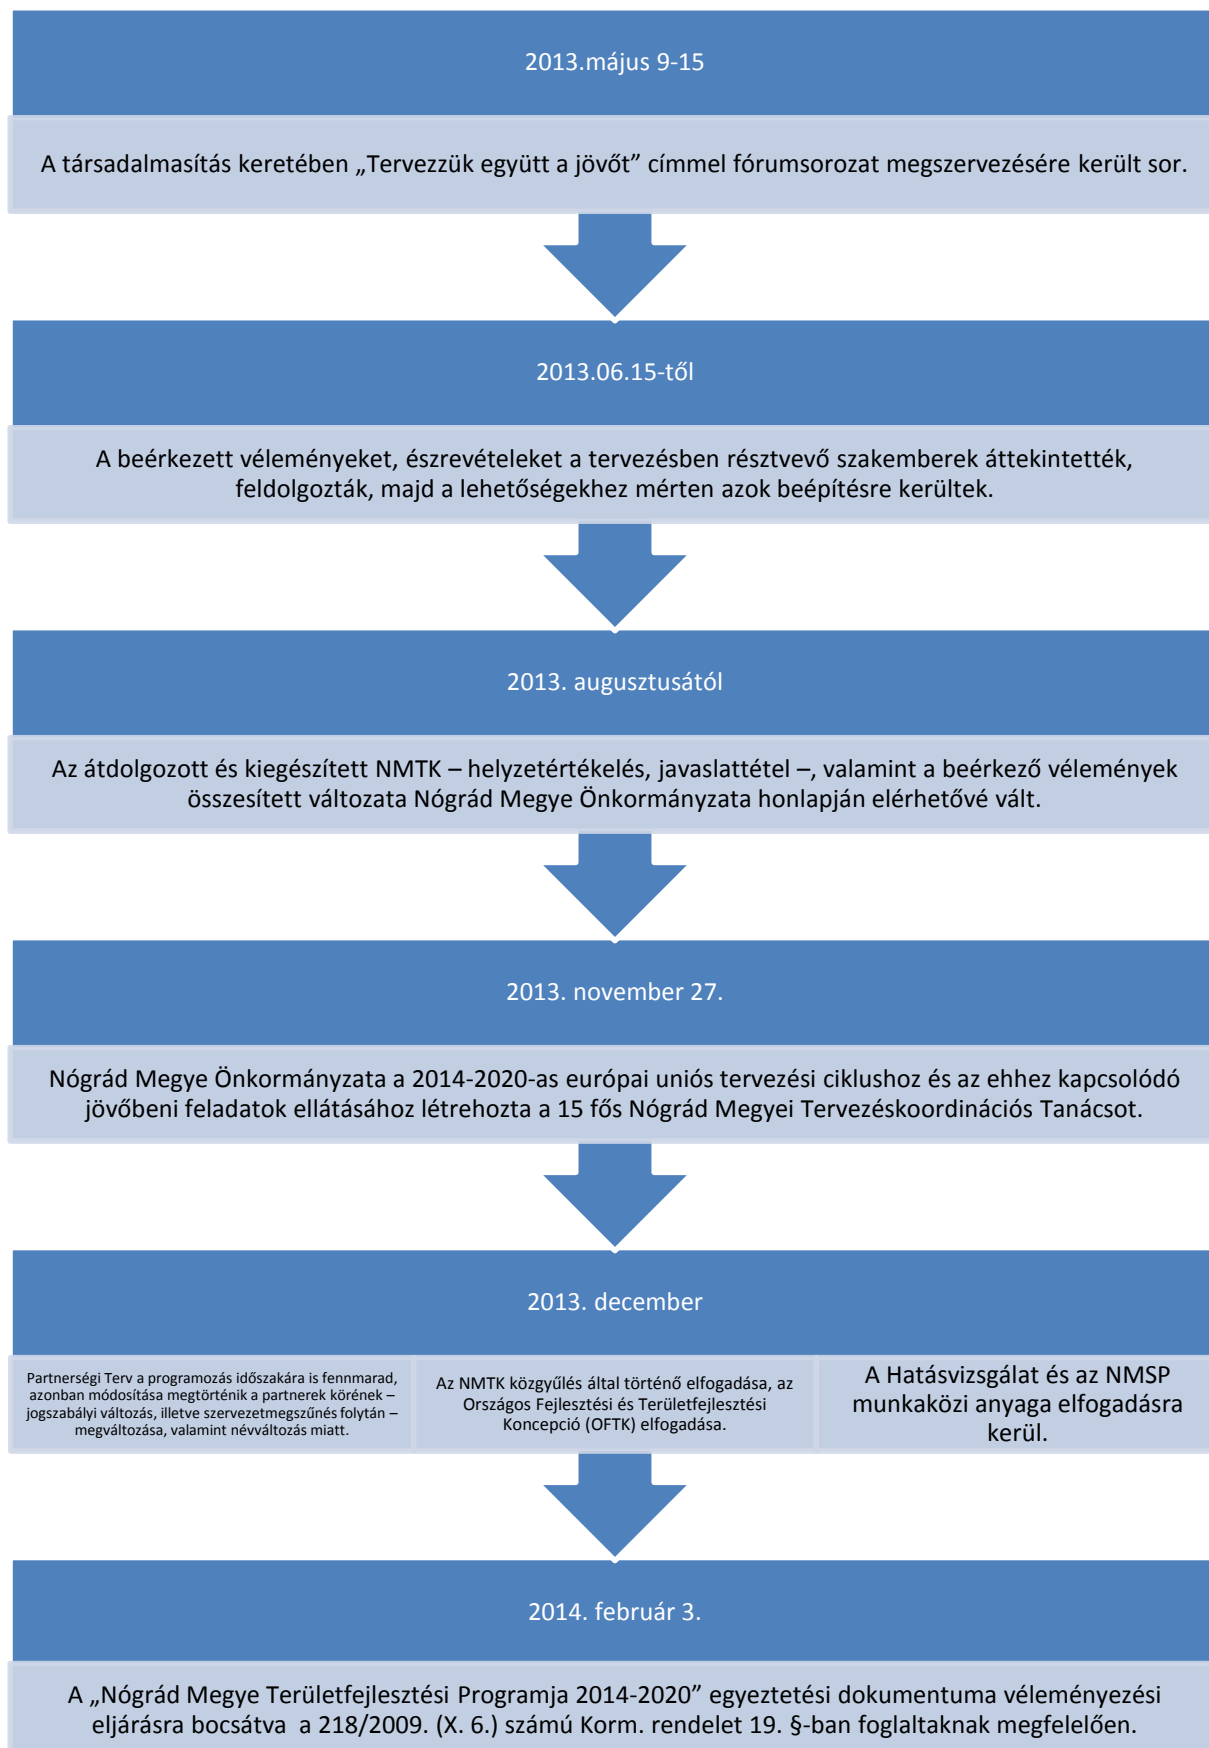 2013.május 9-15
A társadalmasítás keretében „Tervezzük együtt a jövőt” címmel fórumsorozat megszervezésére került sor.
2013.06.15-től
A beérkezett véleményeket, észrevételeket a tervezésben résztvevő szakemberek áttekintették,
feldolgozták, majd a lehetőségekhez mérten azok beépítésre kerültek.
2013. augusztusától
Az átdolgozott és kiegészített NMTK – helyzetértékelés, javaslattétel –, valamint a beérkező vélemények
összesített változata Nógrád Megye Önkormányzata honlapján elérhetővé vált.
2013. november 27.
Nógrád Megye Önkormányzata a 2014-2020-as európai uniós tervezési ciklushoz és az ehhez kapcsolódó
jövőbeni feladatok ellátásához létrehozta a 15 fős Nógrád Megyei Tervezéskoordinációs Tanácsot.
2013. december
Partnerségi Terv a programozás időszakára is fennmarad,
azonban módosítása megtörténik a partnerek körének –
jogszabályi változás, illetve szervezetmegszűnés folytán –
megváltozása, valamint névváltozás miatt.
Az NMTK közgyűlés által történő elfogadása, az
Országos Fejlesztési és Területfejlesztési
Koncepció (OFTK) elfogadása.
A Hatásvizsgálat és az NMSP
munkaközi anyaga elfogadásra
kerül.
2014. február 3.
A „Nógrád Megye Területfejlesztési Programja 2014-2020” egyeztetési dokumentuma véleményezési
eljárásra bocsátva a 218/2009. (X. 6.) számú Korm. rendelet 19. §-ban foglaltaknak megfelelően.